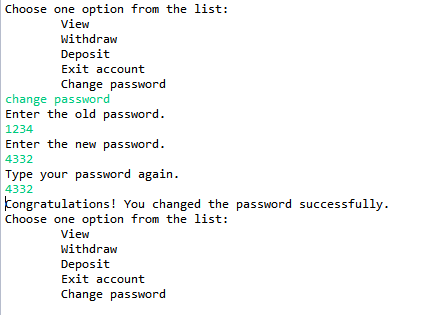 Choose one option from the list:
View
Withdraw
Deposit
Exit account
Change password
change password
Enter the old password.
1234
Enter the new password.
4332
Type your password again.
4332
Congratulations! You changed the password successfully.
Choose one option from the list:
View
Withdraw
Deposit
Exit account
Change password